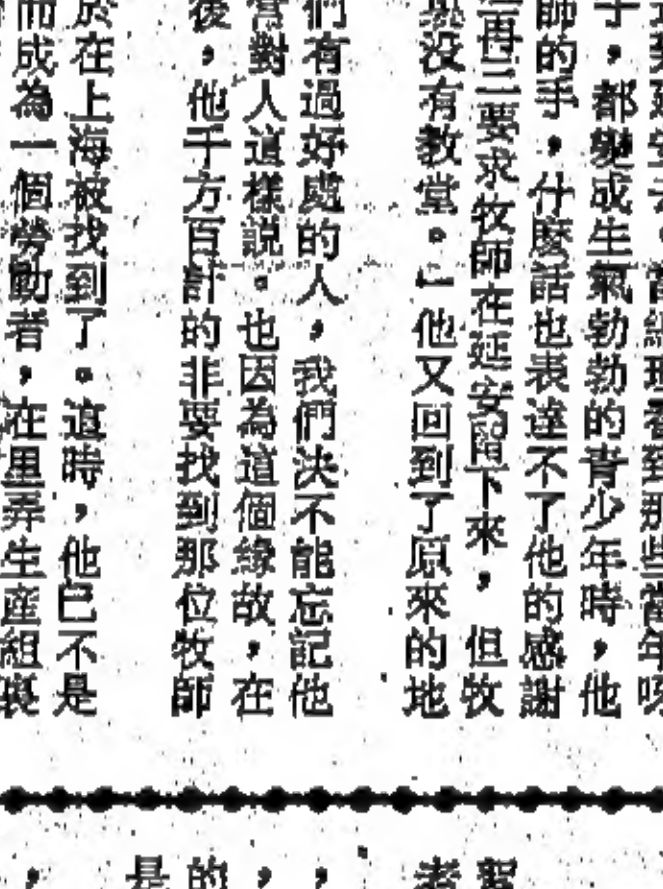 子，都變成生氣勃勃的青少年時，他
師的手，什麼話也表達不了他的感謝
再三要求牧師在延安留下來，但牧
沒有教堂。」他又回到了原來的地
們有過好處的人，我們決不能忘記他
常對人這樣説。也因為這個緣故，在
後，他千方百計的非要找到那位牧師
於在上海被找到了。這時，他已不是
而成為一個勞動者，在里弄生産組裏
是的，，